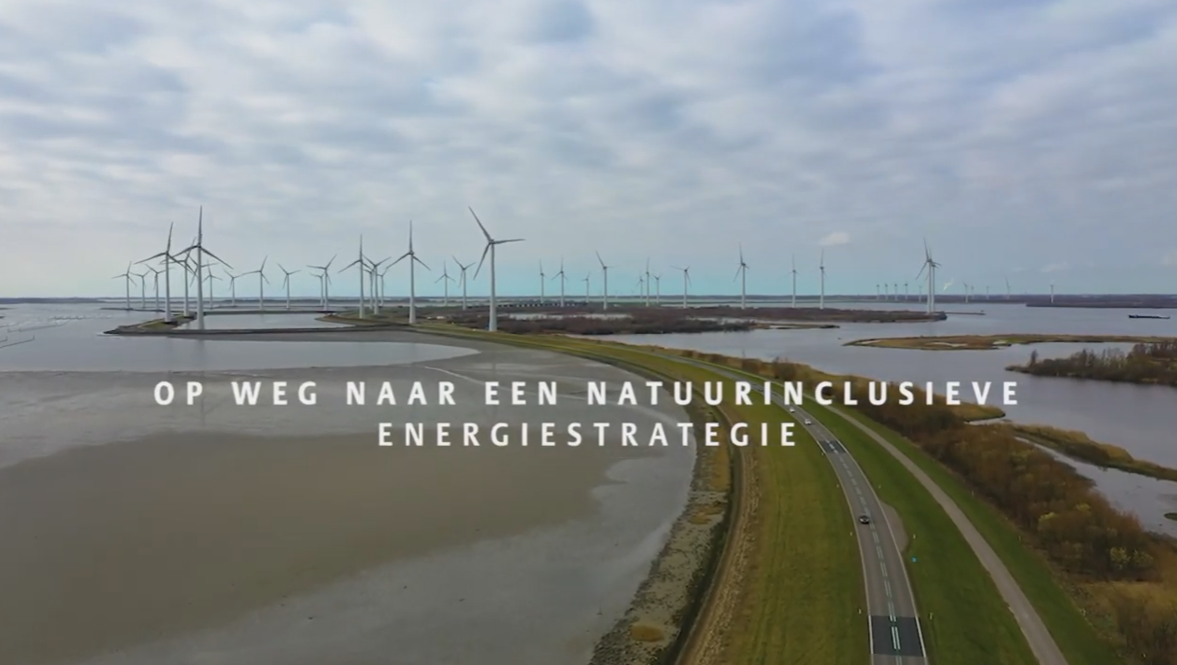 OP WEG NAAR EEN NATUURINCLUSIEVE
ENERGIESTRATEGIE